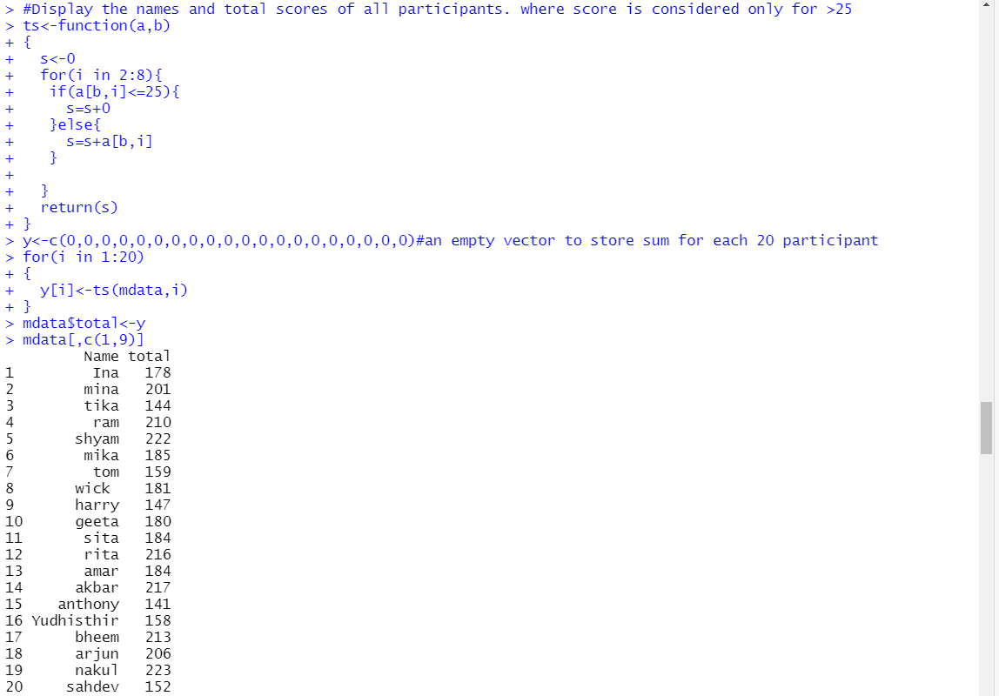 > #Display the names and total scores of all participants. where score is considered only for >25
> ts<-function(a,b)
+ {
+   s<-0
+   for(i in 2:8){
+    if(a[b,i]<=25){
+      s=s+0
+    }else{
+      s=s+a[b,i]
+    }
+
+   }
+   return(s)
+ }
> y<-c(0,0,0,0,0,0,0,0,0,0,0,0,0,0,0,0,0,0,0,0)#an empty vector to store sum for each 20 participant
> for(i in 1:20)
+ {
+   y[i]<-ts(mdata,i)
+ }
> mdata$total<-y
> mdata[,c(1,9)]
         Name total
1         Ina   178
2        mina   201
3        tika   144
4         ram   210
5       shyam   222
6        mika   185
7         tom   159
8       wick    181
9       harry   147
10      geeta   180
11       sita   184
12       rita   216
13       amar   184
14      akbar   217
15    anthony   141
16 Yudhisthir   158
17      bheem   213
18      arjun   206
19      nakul   223
20     sahdev   152